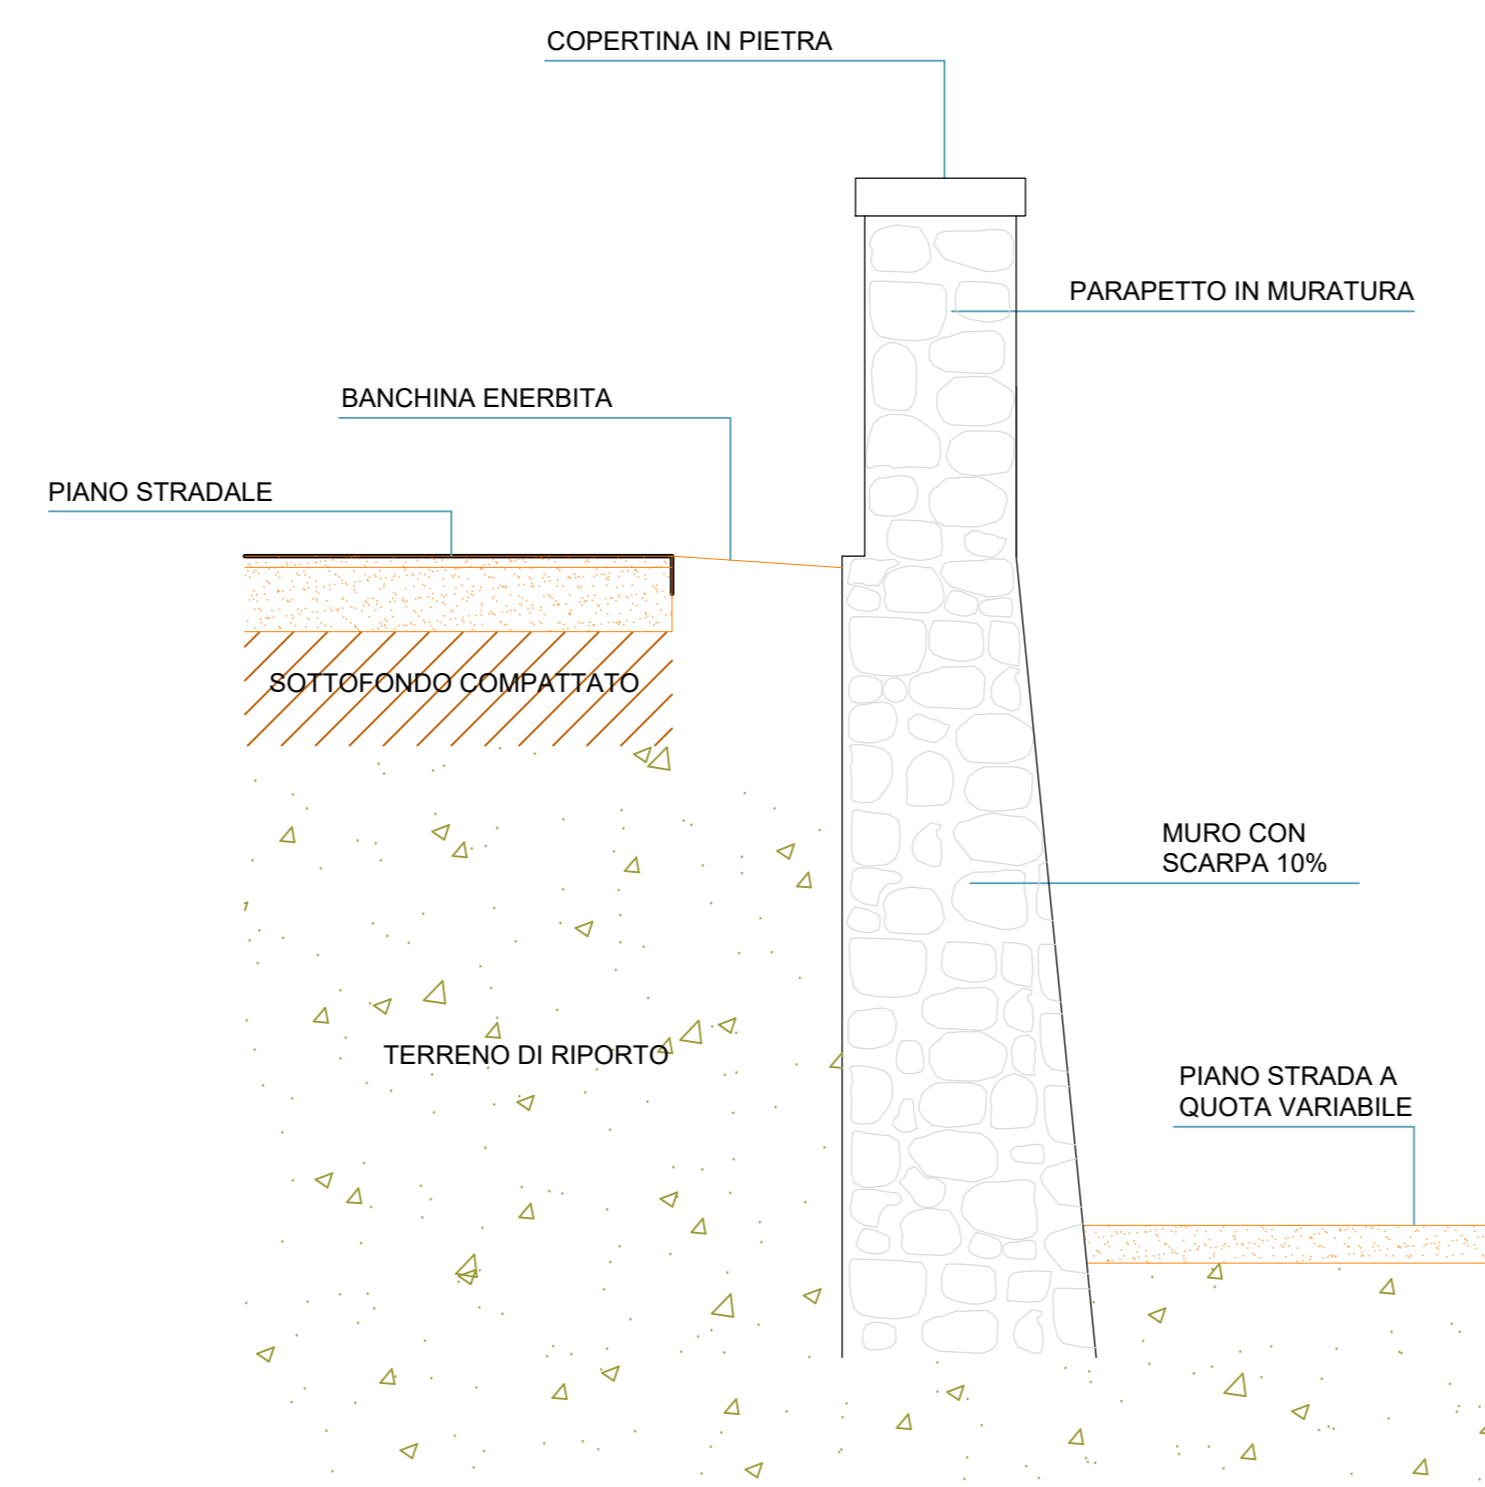 COPERTINA IN PIETRA
PARAPETTO IN MURATURA
BANCHINA ENERBITA
PIANO STRADALE
SOTTOFONDO COMPATTATO
MURO CON
SCARPA 10%
TERRENO DI RIPORTO
PIANO STRADA A
QUOTA VARIABILE